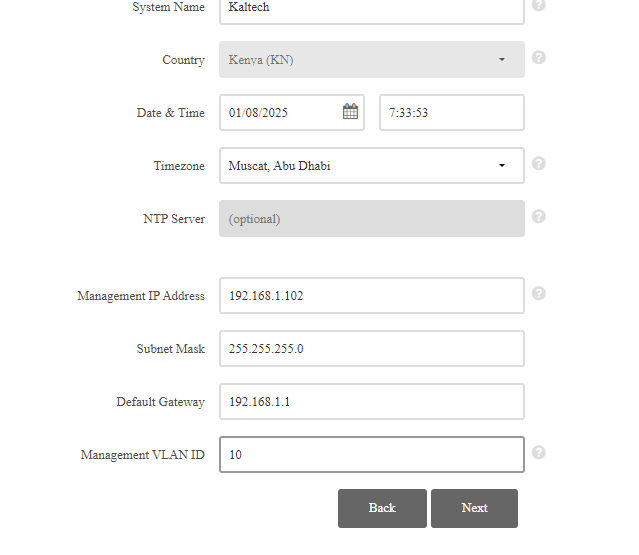 System Name Kaltech ?
Country Kenya (KN) ?
Date & Time 01/08/2025 7:33:53
Timezone Muscat, Abu Dhabi ?
NTP Server (optional) ?
Management IP Address 192.168.1.102 ?
Subnet Mask 255.255.255.0
Default Gateway 192.168.1.1
Management VLAN ID 10 ?
Back Next